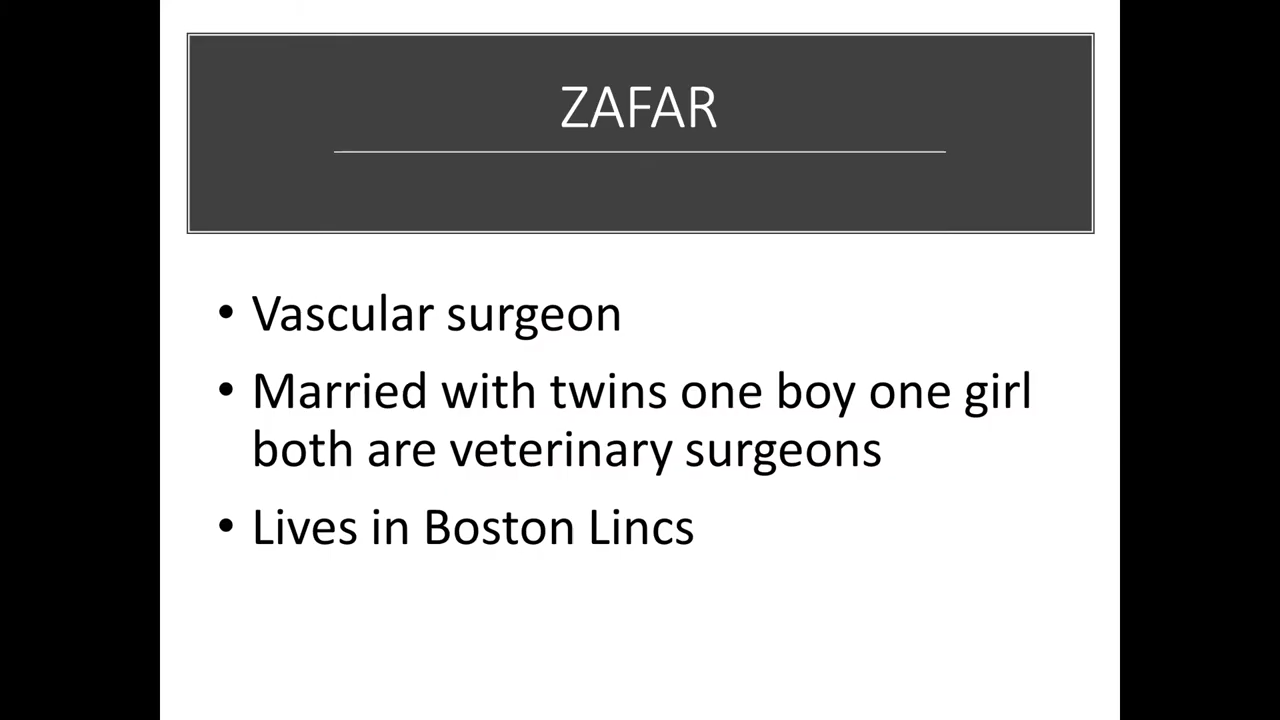 ZAFAR
• Vascular surgeon
• Married with twins one boy one girl
both are veterinary surgeons
• Lives in Boston Lincs